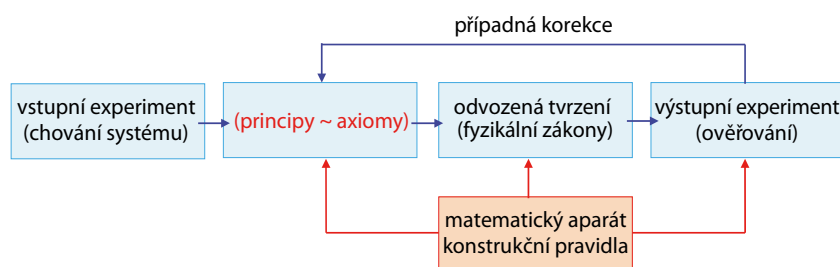 případná korekce
vstupní experiment
(chování systému)
(principy ~ axiomy)
odvozená tvrzení
(fyzikální zákony)
výstupní experiment
(ověřování)
matematický aparát
konstrukční pravidla